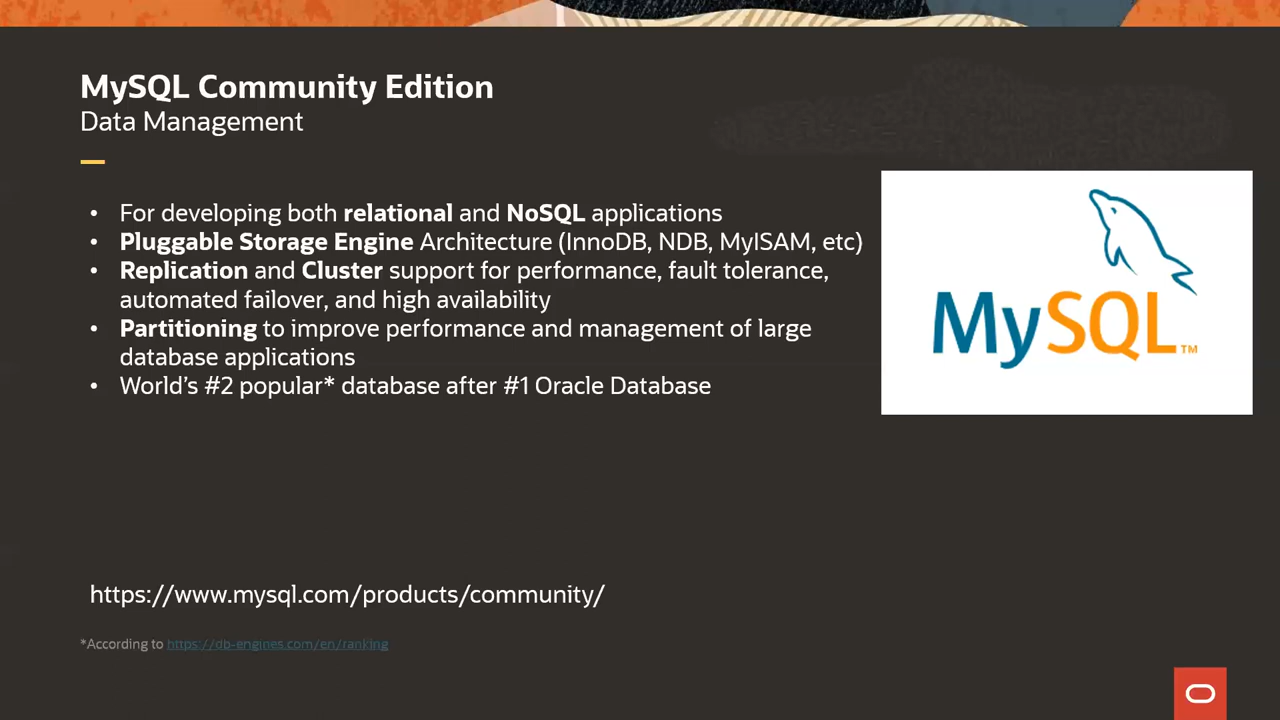 MySQL Community Edition
Data Management
• For developing both relational and NoSQL applications
• Pluggable Storage Engine Architecture (InnoDB, NDB, MyISAM, etc)
• Replication and Cluster support for performance, fault tolerance,
automated failover, and high availability
• Partitioning to improve performance and management of large
database applications
• World’s #2 popular* database after #1 Oracle Database
MySQL™
https://www.mysql.com/products/community/
*According to https://db-engines.com/en/ranking